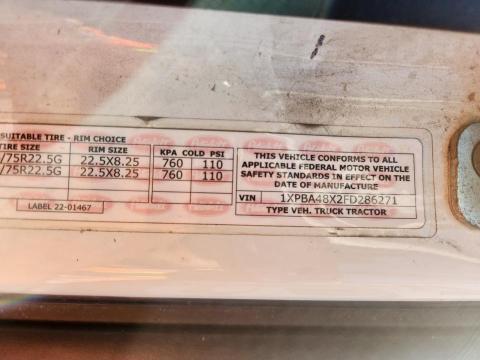 SUITABLE TIRE - RIM CHOICE
TIRE SIZE RIM SIZE KPA COLD PSI
/75R22.5G 22.5X8.25 760 110
/75R22.5G 22.5X8.25 760 110
LABEL 22-01467
THIS VEHICLE CONFORMS TO ALL
APPLICABLE FEDERAL MOTOR VEHICLE
SAFETY STANDARDS IN EFFECT ON THE
DATE OF MANUFACTURE
VIN 1XPBA48X2FD286271
TYPE VEH. TRUCK TRACTOR